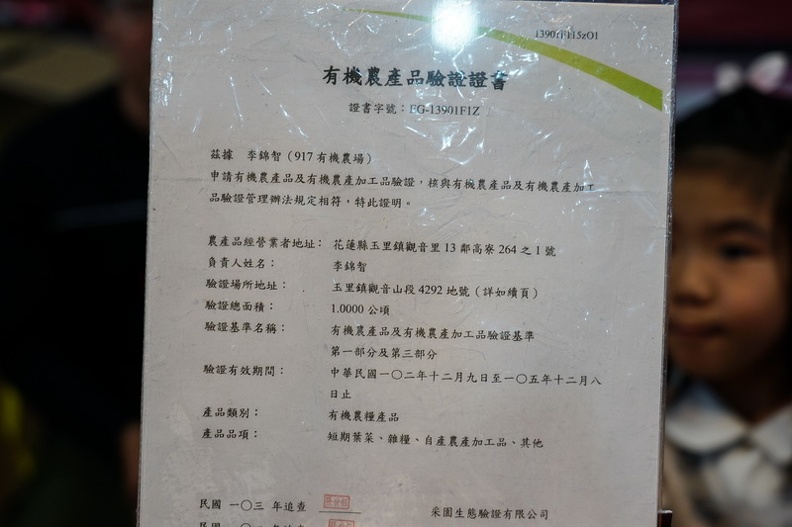 有機農產品驗證證書
證書字號：EG-13901F1Z
茲據 李錦智（917有機農場）
申請有機農產品及有機農產加工品驗證，核與有機農產品及有機農產加工
品驗證管理辦法規定相符，特此證明。
農產品經營業者地址： 花蓮縣玉里鎮觀音里13鄰高寮264之1號
負責人姓名： 李錦智
驗證場所地址： 玉里鎮觀音山段4292地號（詳如續頁）
驗證總面積： 1.0000公頃
驗證基準名稱： 有機農產品及有機農產加工品驗證基準
第一部分及第三部分
驗證有效期間： 中華民國一〇二年十二月九日至一〇五年十二月八
日止
產品類別： 有機農糧產品
產品品項： 短期葉菜、雜糧、自產農產加工品、其他
民國 一〇三 年追查
采園生態驗證有限公司